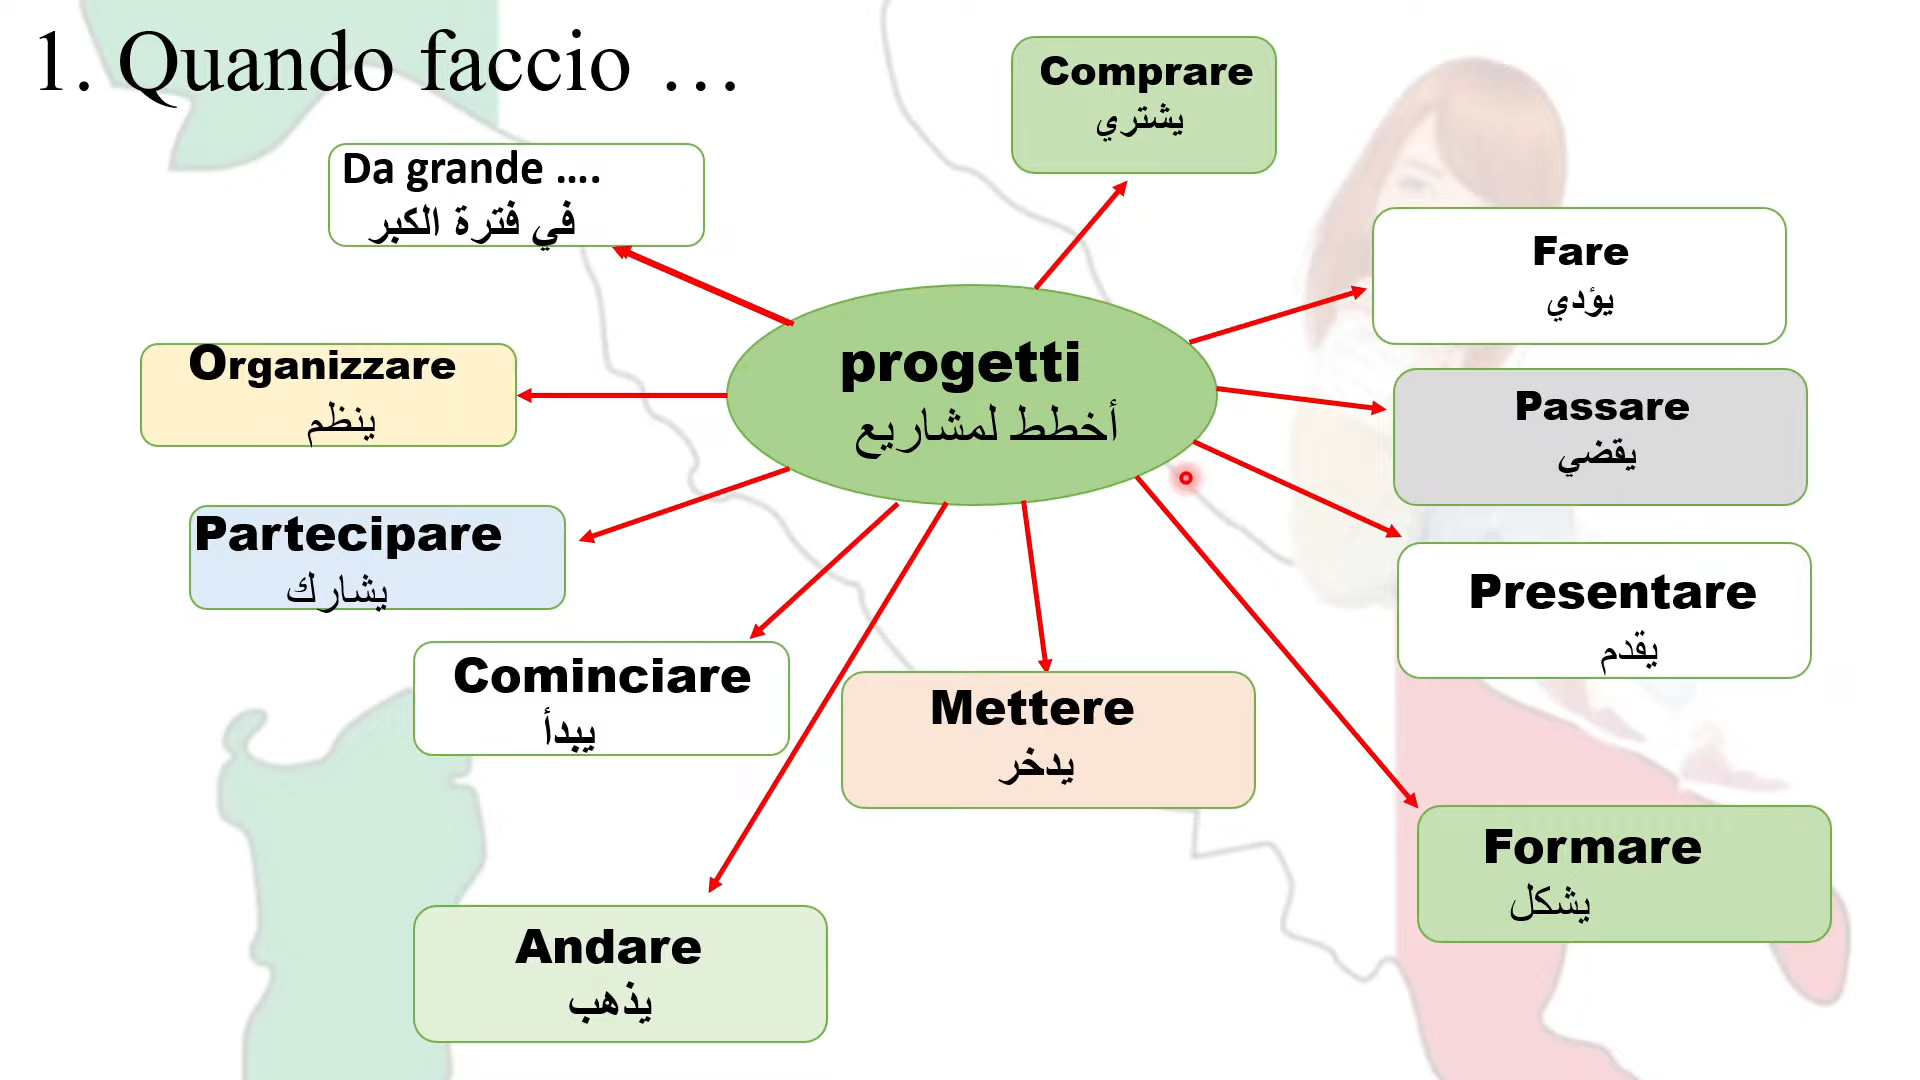 1. Quando faccio ...
Comprare
يشتري
Da grande ....
في فترة الكبر
Fare
يؤدي
progetti
أخطط لمشاريع
Organizzare
ينظم
Passare
يقضي
Partecipare
يشارك
Presentare
يقدم
Cominciare
يبدأ
Mettere
يدخر
Formare
يشكل
Andare
يذهب